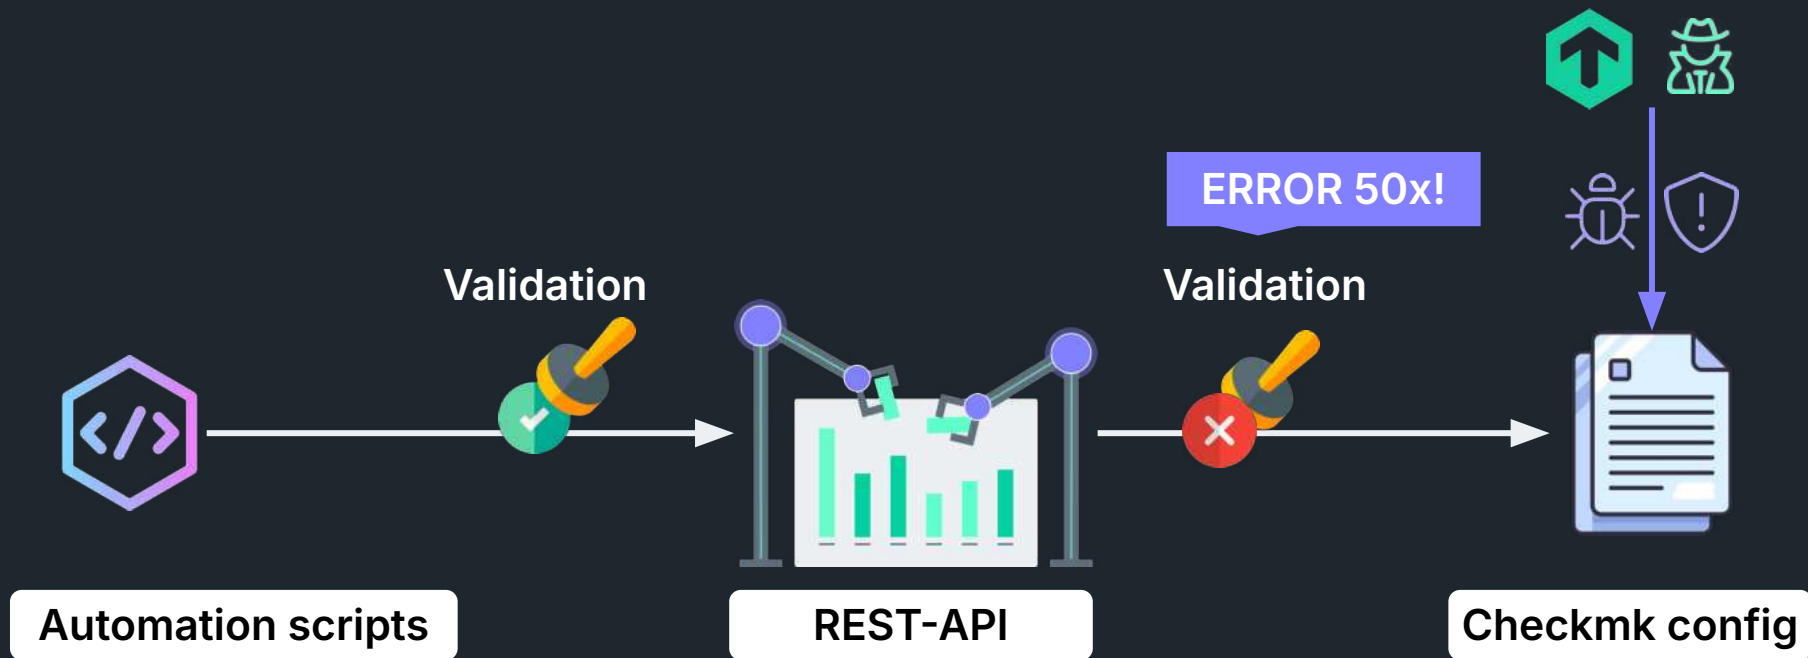 ERROR 50x!
Validation
Validation
Automation scripts
REST-API
Checkmk config